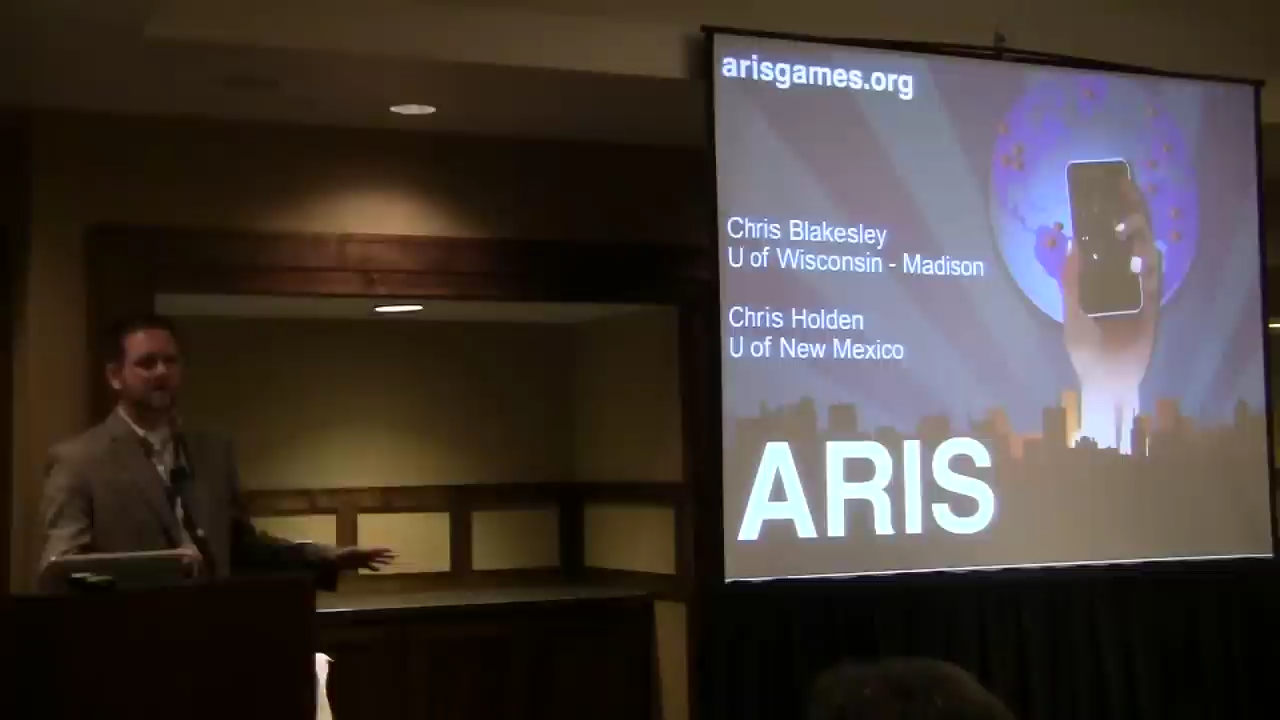 arisgames.org
Chris Blakesley
U of Wisconsin - Madison
Chris Holden
U of New Mexico
ARIS